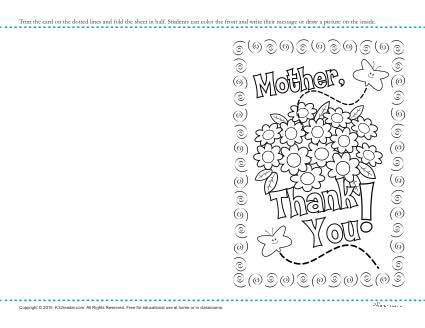 Trim the card on the dotted lines and fold the sheet in half. Students can color the front and write their message or draw a picture on the inside.
Mother,
Thank
You!
Copyright © 2015 K12reader.com. All Rights Reserved. Free for educational use at home or in classrooms.